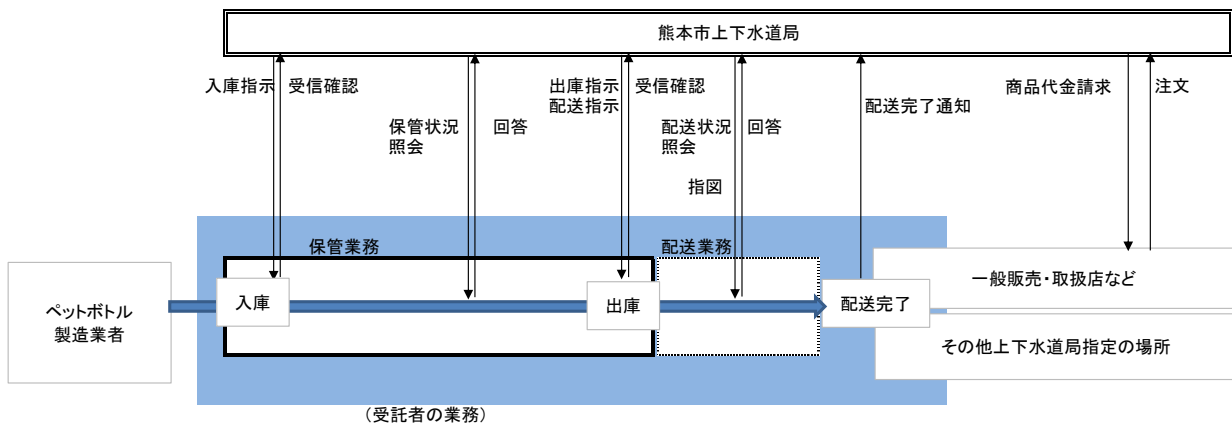 熊本市上下水道局
入庫指示
受信確認
出庫指示
配送指示
受信確認
配送完了通知
商品代金請求
注文
保管状況
照会
回答
配送状況
照会
回答
指図
保管業務
配送業務
ペットボトル
製造業者
入庫
出庫
配送完了
一般販売・取扱店など
その他上下水道局指定の場所
（受託者の業務）